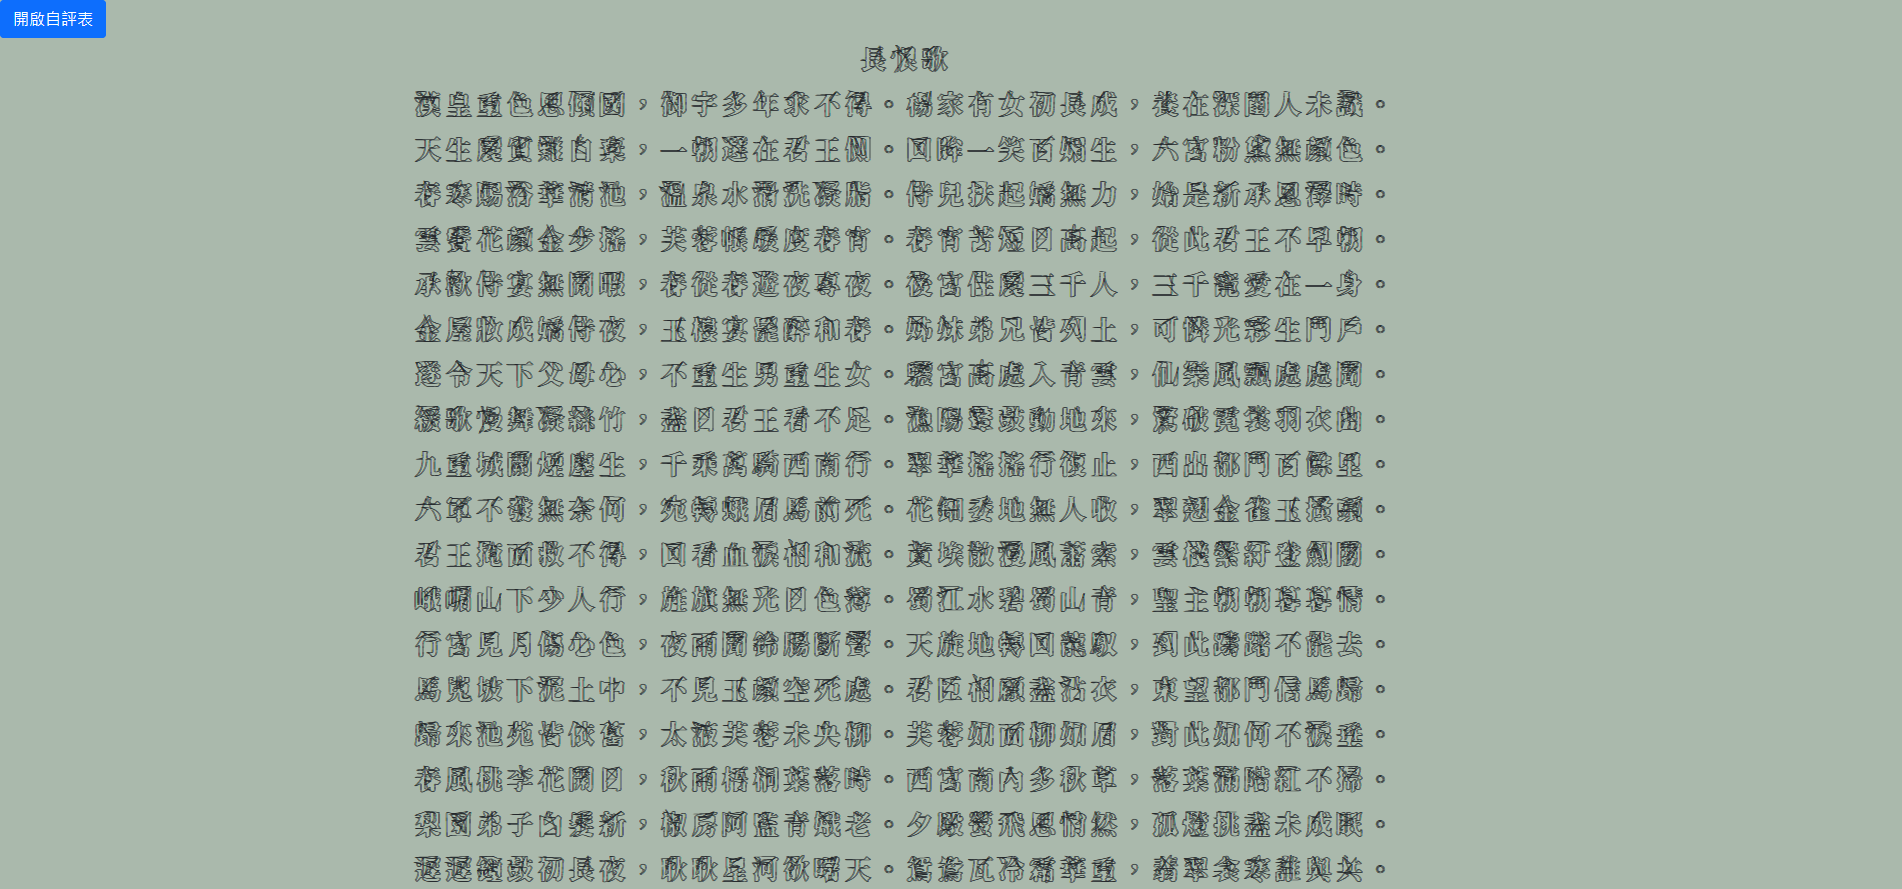 開啟自評表
長恨歌
漢皇重色思傾國，御宇多年求不得。楊家有女初長成，養在深閨人未識。
天生麗質難自棄，一朝選在君王側。回眸一笑百媚生，六宮粉黛無顏色。
春寒賜浴華清池，溫泉水滑洗凝脂。侍兒扶起嬌無力，始是新承恩澤時。
雲鬢花顏金步搖，芙蓉帳暖度春宵。春宵苦短日高起，從此君王不早朝。
承歡侍宴無閒暇，春從春遊夜專夜。後宮佳麗三千人，三千寵愛在一身。
金屋妝成嬌侍夜，玉樓宴罷醉和春。姊妹弟兄皆列土，可憐光彩生門戶。
遂令天下父母心，不重生男重生女。驪宮高處入青雲，仙樂風飄處處聞。
緩歌慢舞凝絲竹，盡日君王看不足。漁陽鼙鼓動地來，驚破霓裳羽衣曲。
九重城闕煙塵生，千乘萬騎西南行。翠華搖搖行復止，西出都門百餘里。
六軍不發無奈何，宛轉蛾眉馬前死。花鈿委地無人收，翠翹金雀玉搔頭。
君王掩面救不得，回看血淚相和流。黃埃散漫風蕭索，雲棧縈紆登劍閣。
峨嵋山下少人行，旌旗無光日色薄。蜀江水碧蜀山青，聖主朝朝暮暮情。
行宮見月傷心色，夜雨聞鈴腸斷聲。天旋地轉迴龍馭，到此躊躇不能去。
馬嵬坡下泥土中，不見玉顏空死處。君臣相顧盡沾衣，東望都門信馬歸。
歸來池苑皆依舊，太液芙蓉未央柳。芙蓉如面柳如眉，對此如何不淚垂。
春風桃李花開日，秋雨梧桐葉落時。西宮南內多秋草，落葉滿階紅不掃。
梨園弟子白髮新，椒房阿監青娥老。夕殿螢飛思悄然，孤燈挑盡未成眠。
遲遲鐘鼓初長夜，耿耿星河欲曙天。鴛鴦瓦冷霜華重，翡翠衾寒誰與共。